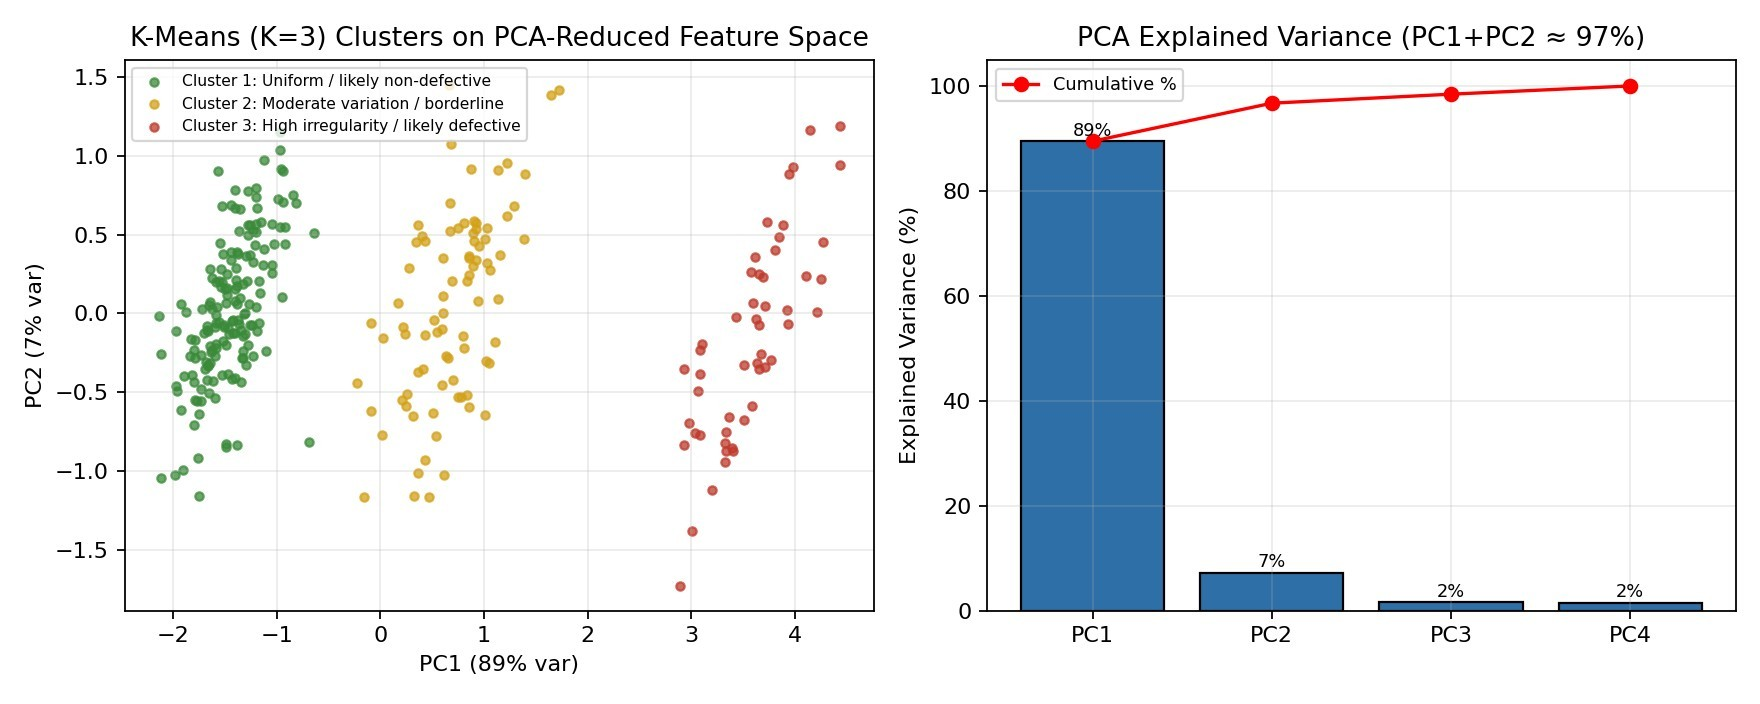 K-Means (K=3) Clusters on PCA-Reduced Feature Space
Cluster 1: Uniform / likely non-defective
Cluster 2: Moderate variation / borderline
Cluster 3: High irregularity / likely defective
1.5
1.0
0.5
0.0
−0.5
−1.0
−1.5
PC2 (7% var)
−2
−1
0
1
2
3
4
PC1 (89% var)
PCA Explained Variance (PC1+PC2 ≈ 97%)
Cumulative %
100
80
60
40
20
0
Explained Variance (%)
89%
7%
2%
2%
PC1
PC2
PC3
PC4